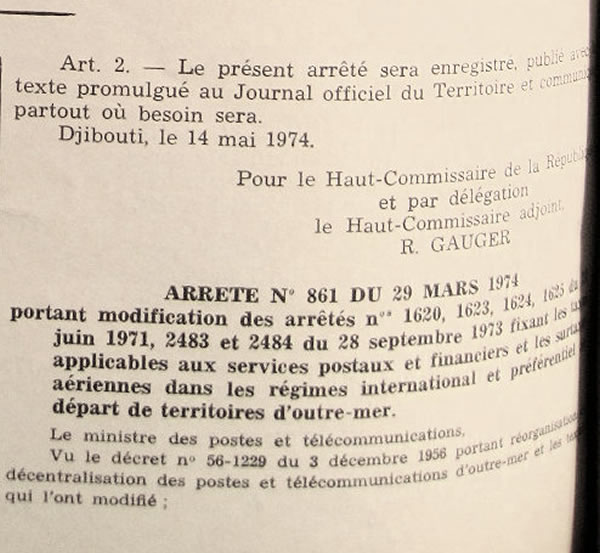 Art. 2. — Le présent arrêté sera enregistré, publié avec
texte promulgué au Journal officiel du Territoire et
partout où besoin sera.
Djibouti, le 14 mai 1974.
Pour le Haut-Commissaire de la
et par délégation
le Haut-Commissaire adjoint,
R. GAUGER
ARRETE N° 861 DU 29 MARS 1974
portant modification des arrêtés n°° 1620, 1623, 1624, 1625 du
juin 1971, 2483 et 2484 du 28 septembre 1973 fixant les
applicables aux services postaux et financiers et les
aériennes dans les régimes international et préférentiel
départ de territoires d'outre-mer.
Le ministre des postes et télécommunications,
Vu le décret n° 56-1229 du 3 décembre 1956 portant réorganisation
décentralisation des postes et télécommunications d'outre-mer et les
qui l'ont modifié ;